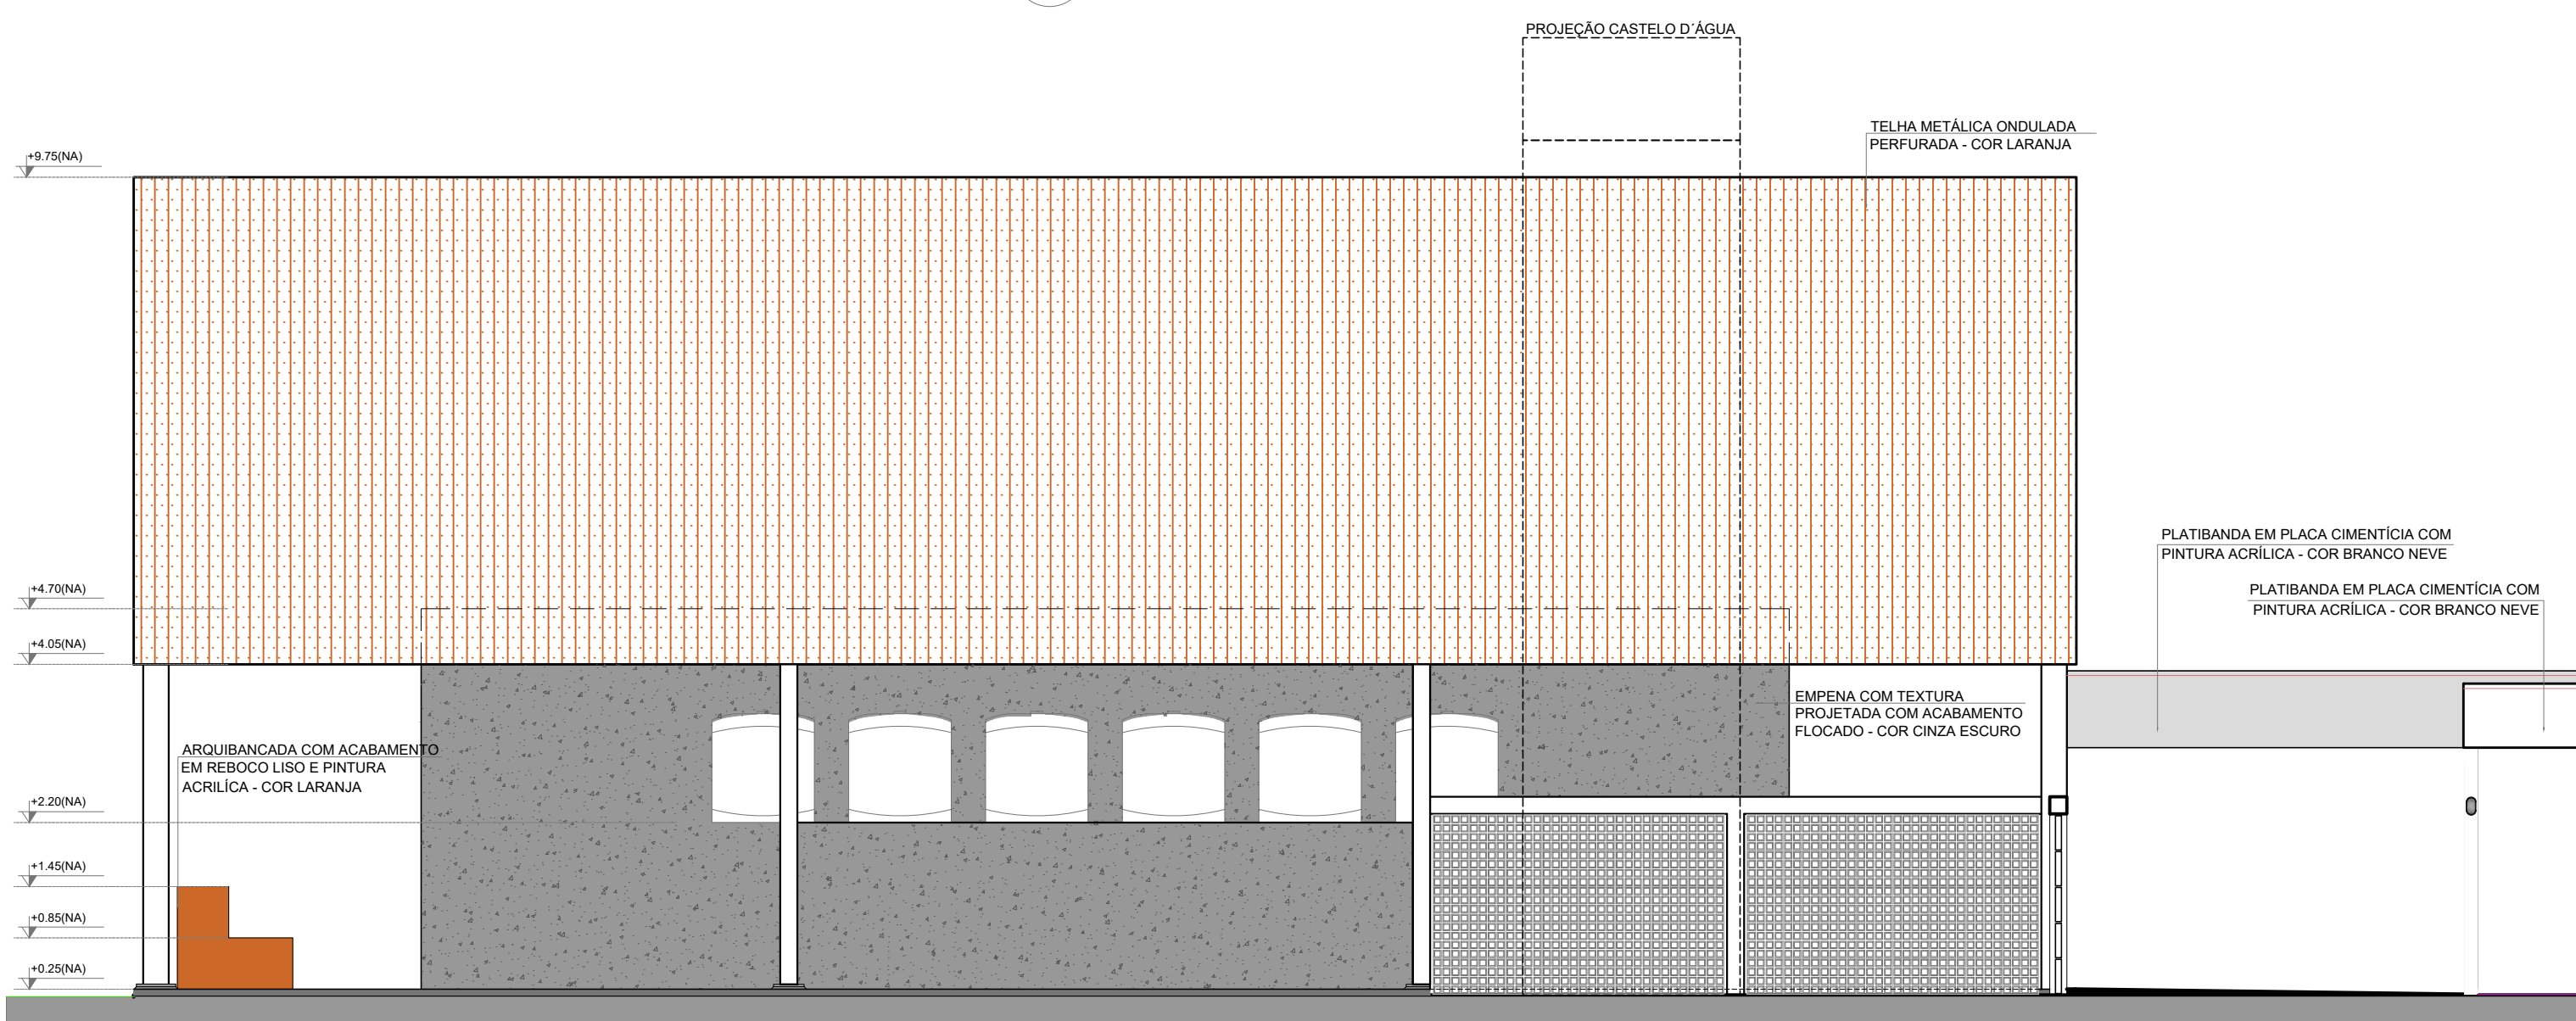 PROJEÇÃO CASTELO D´ÁGUA
TELHA METÁLICA ONDULADA
PERFURADA - COR LARANJA
+9.75(NA)
PLATIBANDA EM PLACA CIMENTÍCIA COM
PINTURA ACRÍLICA - COR BRANCO NEVE
PLATIBANDA EM PLACA CIMENTÍCIA COM
PINTURA ACRÍLICA - COR BRANCO NEVE
+4.70(NA)
+4.05(NA)
EMPENA COM TEXTURA
PROJETADA COM ACABAMENTO
FLOCADO - COR CINZA ESCURO
ARQUIBANCADA COM ACABAMENTO
EM REBOCO LISO E PINTURA
ACRILÍCA - COR LARANJA
+2.20(NA)
+1.45(NA)
+0.85(NA)
+0.25(NA)